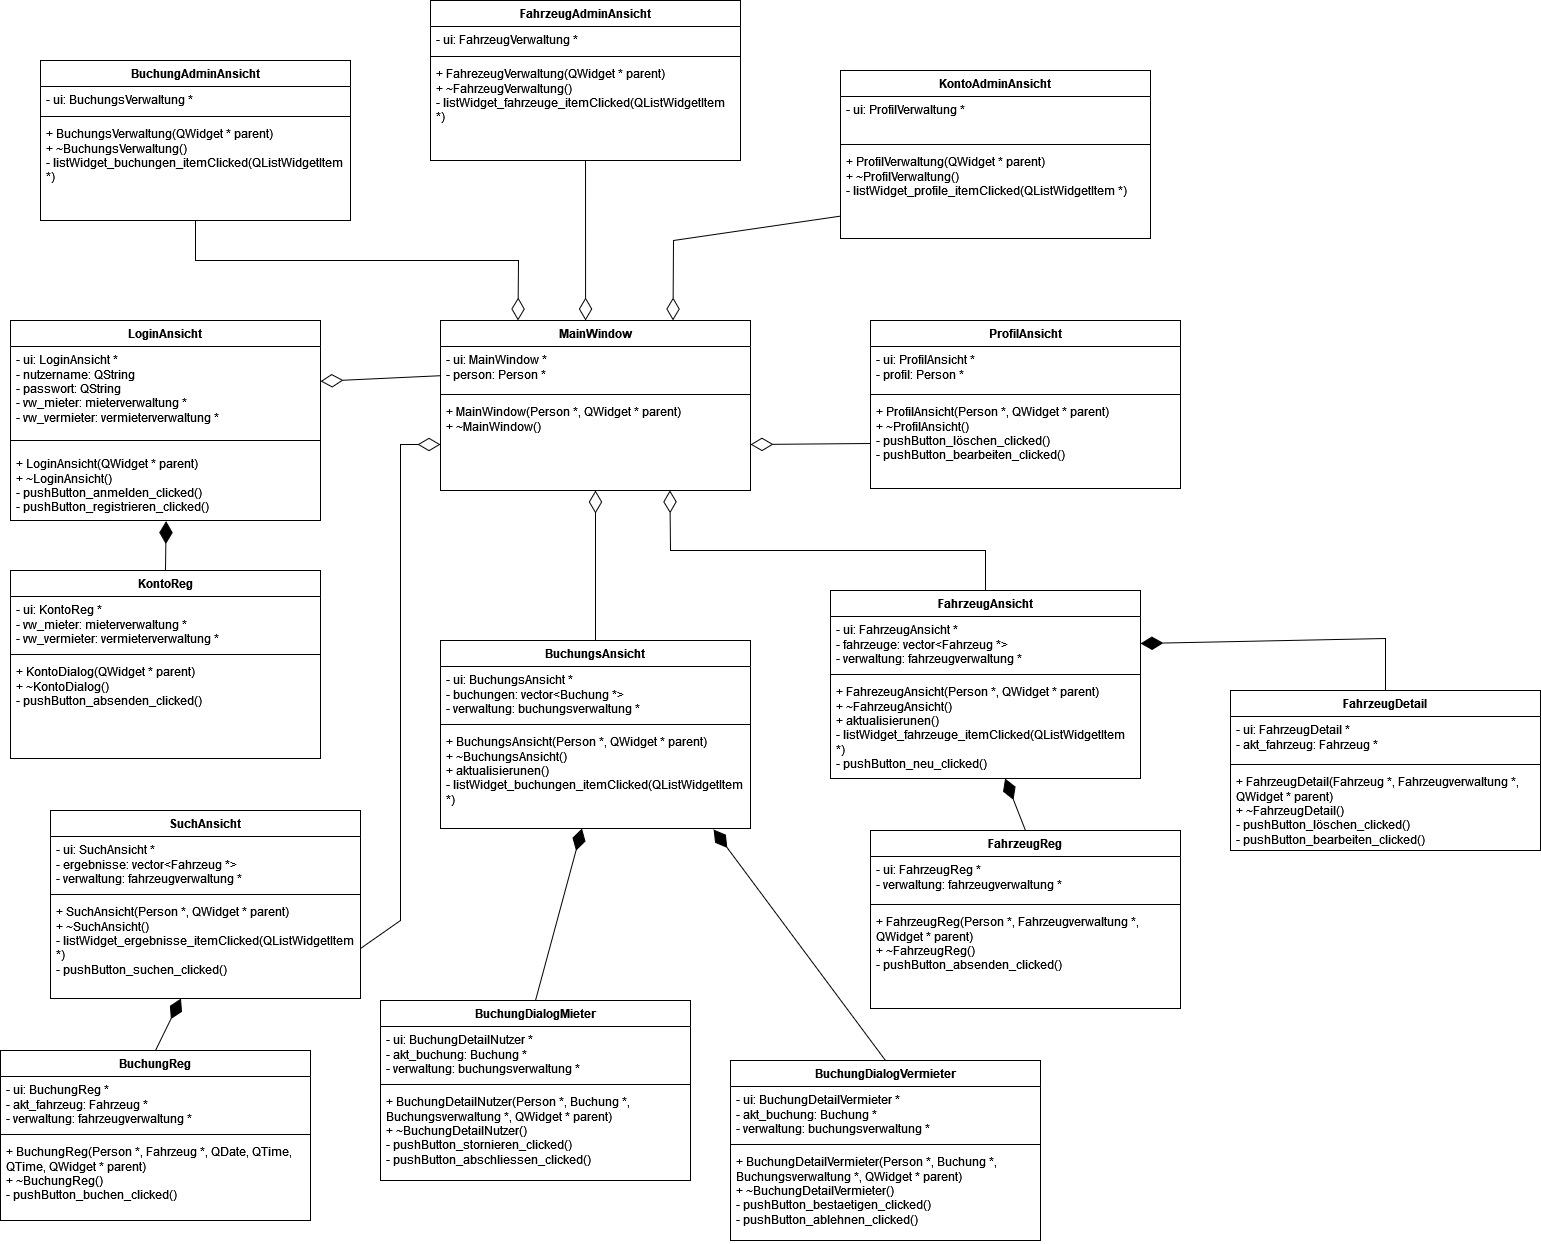 FahrzeugAdminAnsicht
- ui: FahrzeugVerwaltung *
+ FahrezeugVerwaltung(QWidget * parent)
+ ~FahrzeugVerwaltung()
- listWidget_fahrzeuge_itemClicked(QListWidgetItem
*)
BuchungAdminAnsicht
- ui: BuchungsVerwaltung *
+ BuchungsVerwaltung(QWidget * parent)
+ ~BuchungsVerwaltung()
- listWidget_buchungen_itemClicked(QListWidgetItem
*)
KontoAdminAnsicht
- ui: ProfilVerwaltung *
+ ProfilVerwaltung(QWidget * parent)
+ ~ProfilVerwaltung()
- listWidget_profile_itemClicked(QListWidgetItem *)
LoginAnsicht
- ui: LoginAnsicht *
- nutzername: QString
- passwort: QString
- vw_mieter: mieterverwaltung *
- vw_vermieter: vermieterverwaltung *
+ LoginAnsicht(QWidget * parent)
+ ~LoginAnsicht()
- pushButton_anmelden_clicked()
- pushButton_registrieren_clicked()
MainWindow
- ui: MainWindow *
- person: Person *
+ MainWindow(Person *, QWidget * parent)
+ ~MainWindow()
ProfilAnsicht
- ui: ProfilAnsicht *
- profil: Person *
+ ProfilAnsicht(Person *, QWidget * parent)
+ ~ProfilAnsicht()
- pushButton_löschen_clicked()
- pushButton_bearbeiten_clicked()
KontoReg
- ui: KontoReg *
- vw_mieter: mieterverwaltung *
- vw_vermieter: vermieterverwaltung *
+ KontoDialog(QWidget * parent)
+ ~KontoDialog()
- pushButton_absenden_clicked()
BuchungsAnsicht
- ui: BuchungsAnsicht *
- buchungen: vector<Buchung *>
- verwaltung: buchungsverwaltung *
+ BuchungsAnsicht(Person *, QWidget * parent)
+ ~BuchungsAnsicht()
+ aktualisierunen()
- listWidget_buchungen_itemClicked(QListWidgetItem
*)
FahrzeugAnsicht
- ui: FahrzeugAnsicht *
- fahrzeuge: vector<Fahrzeug *>
- verwaltung: fahrzeugverwaltung *
+ FahrezeugAnsicht(Person *, QWidget * parent)
+ ~FahrzeugAnsicht()
+ aktualisierunen()
- listWidget_fahrzeuge_itemClicked(QListWidgetItem
*)
- pushButton_neu_clicked()
FahrzeugDetail
- ui: FahrzeugDetail *
- akt_fahrzeug: Fahrzeug *
+ FahrzeugDetail(Fahrzeug *, Fahrzeugverwaltung *,
QWidget * parent)
+ ~FahrzeugDetail()
- pushButton_löschen_clicked()
- pushButton_bearbeiten_clicked()
SuchAnsicht
- ui: SuchAnsicht *
- ergebnisse: vector<Fahrzeug *>
- verwaltung: fahrzeugverwaltung *
+ SuchAnsicht(Person *, QWidget * parent)
+ ~SuchAnsicht()
- listWidget_ergebnisse_itemClicked(QListWidgetItem
*)
- pushButton_suchen_clicked()
FahrzeugReg
- ui: FahrzeugReg *
- verwaltung: fahrzeugverwaltung *
+ FahrzeugReg(Person *, Fahrzeugverwaltung *,
QWidget * parent)
+ ~FahrzeugReg()
- pushButton_absenden_clicked()
BuchungReg
- ui: BuchungReg *
- akt_fahrzeug: Fahrzeug *
- verwaltung: fahrzeugverwaltung *
+ BuchungReg(Person *, Fahrzeug *, QDate, QTime,
QTime, QWidget * parent)
+ ~BuchungReg()
- pushButton_buchen_clicked()
BuchungDialogMieter
- ui: BuchungDetailNutzer *
- akt_buchung: Buchung *
- verwaltung: buchungsverwaltung *
+ BuchungDetailNutzer(Person *, Buchung *,
Buchungsverwaltung *, QWidget * parent)
+ ~BuchungDetailNutzer()
- pushButton_stornieren_clicked()
- pushButton_abschliessen_clicked()
BuchungDialogVermieter
- ui: BuchungDetailVermieter *
- akt_buchung: Buchung *
- verwaltung: buchungsverwaltung *
+ BuchungDetailVermieter(Person *, Buchung *,
Buchungsverwaltung *, QWidget * parent)
+ ~BuchungDetailVermieter()
- pushButton_bestaetigen_clicked()
- pushButton_ablehnen_clicked()